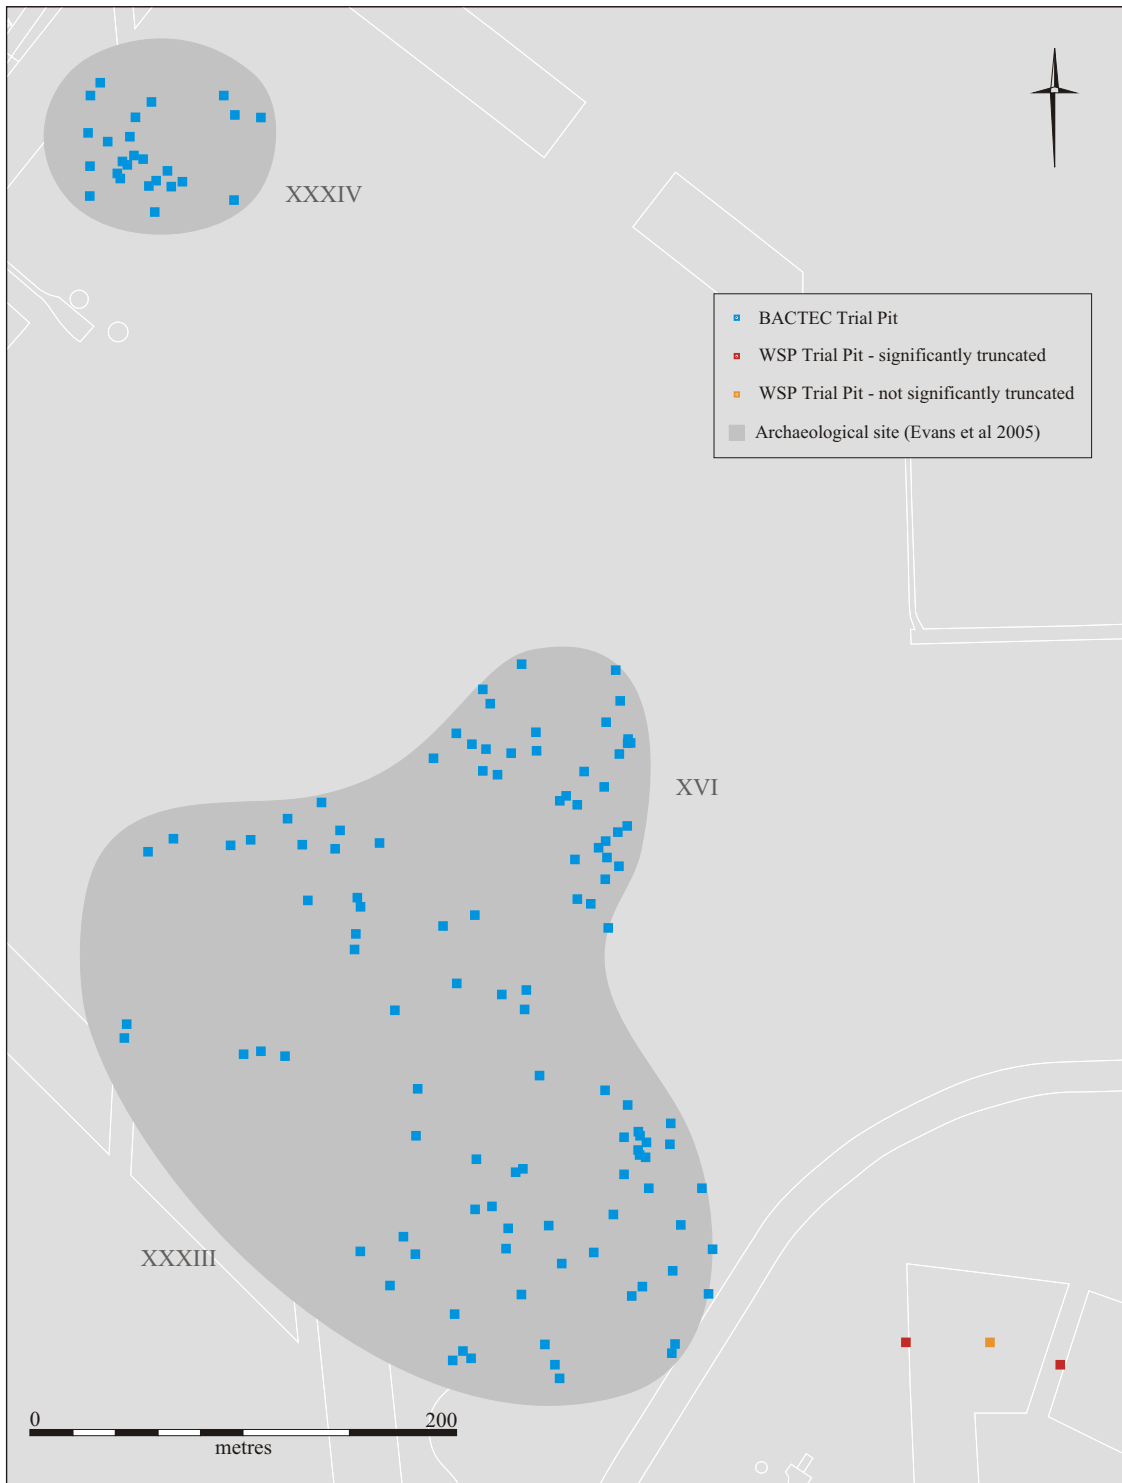 XXXIV
BACTEC Trial Pit
WSP Trial Pit - significantly truncated
WSP Trial Pit - not significantly truncated
Archaeological site (Evans et al 2005)
XVI
XXXIII
0 200
metres